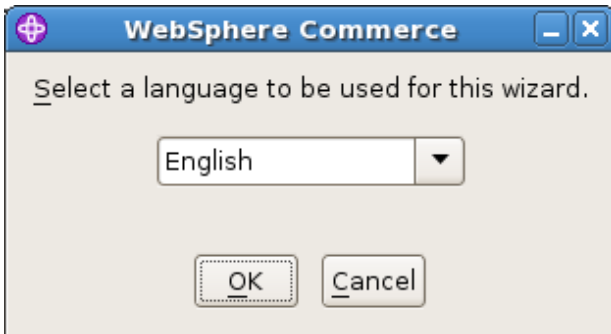 WebSphere Commerce
Select a language to be used for this wizard.
English
OK Cancel